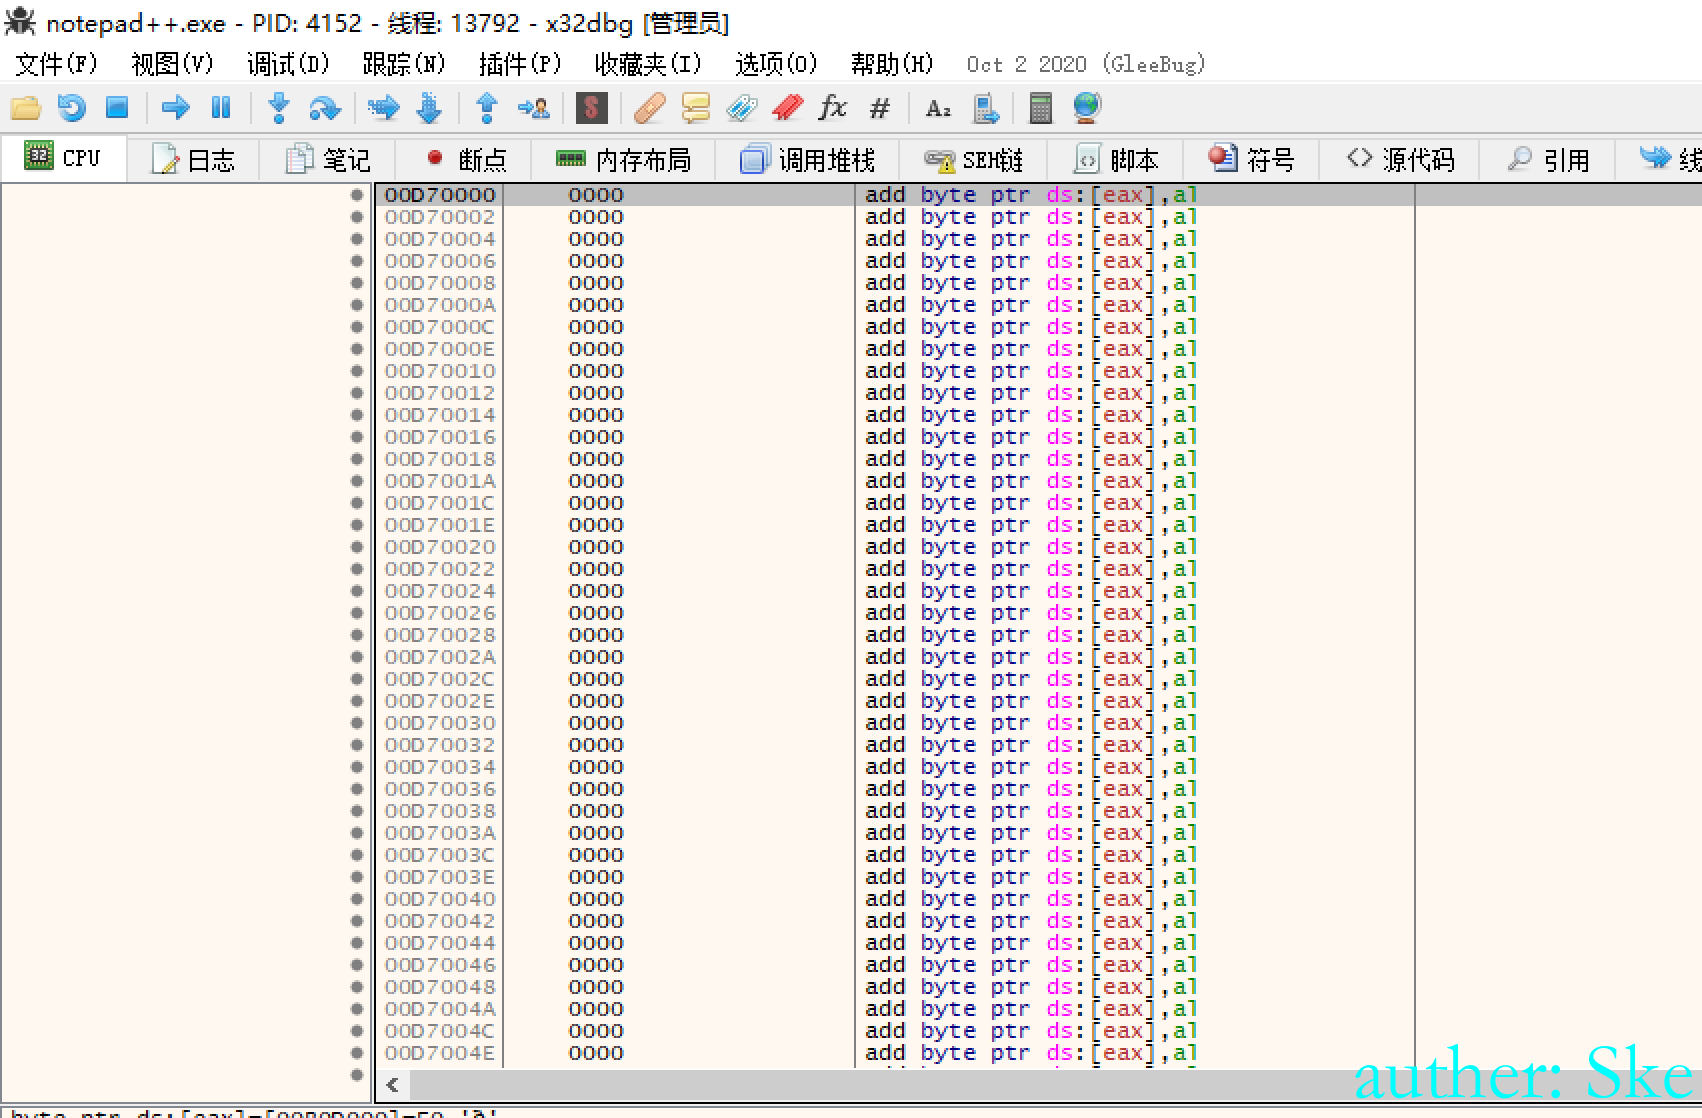 notepad++.exe - PID: 4152 - 线程: 13792 - x32dbg [管理员]
文件(F) 视图(V) 调试(D) 跟踪(N) 插件(P) 收藏夹(I) 选项(O) 帮助(H) Oct 2 2020 (GleeBug)
CPU 日志 笔记 断点 内存布局 调用堆栈 SEH链 脚本 符号 源代码 引用 线
00D70000 0000 add byte ptr ds:[eax],al
00D70002 0000 add byte ptr ds:[eax],al
00D70004 0000 add byte ptr ds:[eax],al
00D70006 0000 add byte ptr ds:[eax],al
00D70008 0000 add byte ptr ds:[eax],al
00D7000A 0000 add byte ptr ds:[eax],al
00D7000C 0000 add byte ptr ds:[eax],al
00D7000E 0000 add byte ptr ds:[eax],al
00D70010 0000 add byte ptr ds:[eax],al
00D70012 0000 add byte ptr ds:[eax],al
00D70014 0000 add byte ptr ds:[eax],al
00D70016 0000 add byte ptr ds:[eax],al
00D70018 0000 add byte ptr ds:[eax],al
00D7001A 0000 add byte ptr ds:[eax],al
00D7001C 0000 add byte ptr ds:[eax],al
00D7001E 0000 add byte ptr ds:[eax],al
00D70020 0000 add byte ptr ds:[eax],al
00D70022 0000 add byte ptr ds:[eax],al
00D70024 0000 add byte ptr ds:[eax],al
00D70026 0000 add byte ptr ds:[eax],al
00D70028 0000 add byte ptr ds:[eax],al
00D7002A 0000 add byte ptr ds:[eax],al
00D7002C 0000 add byte ptr ds:[eax],al
00D7002E 0000 add byte ptr ds:[eax],al
00D70030 0000 add byte ptr ds:[eax],al
00D70032 0000 add byte ptr ds:[eax],al
00D70034 0000 add byte ptr ds:[eax],al
00D70036 0000 add byte ptr ds:[eax],al
00D70038 0000 add byte ptr ds:[eax],al
00D7003A 0000 add byte ptr ds:[eax],al
00D7003C 0000 add byte ptr ds:[eax],al
00D7003E 0000 add byte ptr ds:[eax],al
00D70040 0000 add byte ptr ds:[eax],al
00D70042 0000 add byte ptr ds:[eax],al
00D70044 0000 add byte ptr ds:[eax],al
00D70046 0000 add byte ptr ds:[eax],al
00D70048 0000 add byte ptr ds:[eax],al
00D7004A 0000 add byte ptr ds:[eax],al
00D7004C 0000 add byte ptr ds:[eax],al
00D7004E 0000 add byte ptr ds:[eax],al
auther: Ske